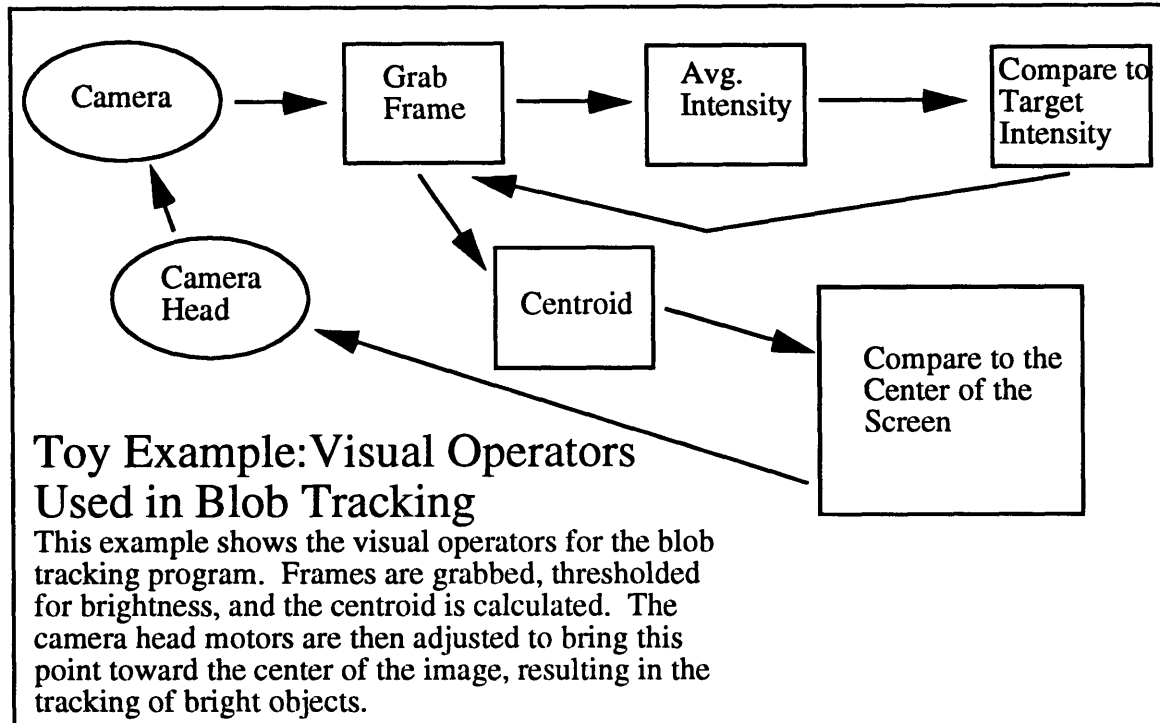 Camera
Grab
Frame
Avg.
Intensity
Compare to
Target
Intensity
Camera
Head
Centroid
Compare to the
Center of the
Screen
Toy Example:Visual Operators
Used in Blob Tracking
This example shows the visual operators for the blob
tracking program.  Frames are grabbed, thresholded
for brightness, and the centroid is calculated.  The
camera head motors are then adjusted to bring this
point toward the center of the image, resulting in the
tracking of bright objects.